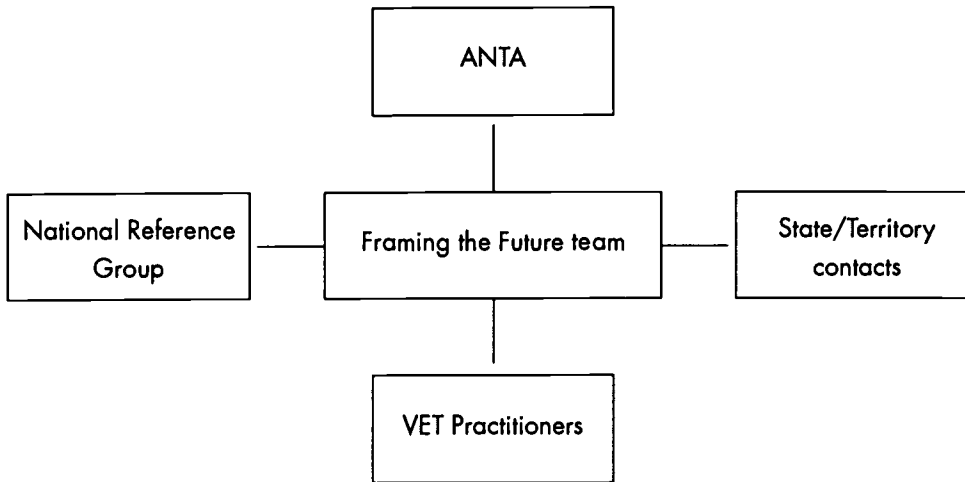 ANTA
National Reference
Group
Framing the Future team
State/Territory
contacts
VET Practitioners